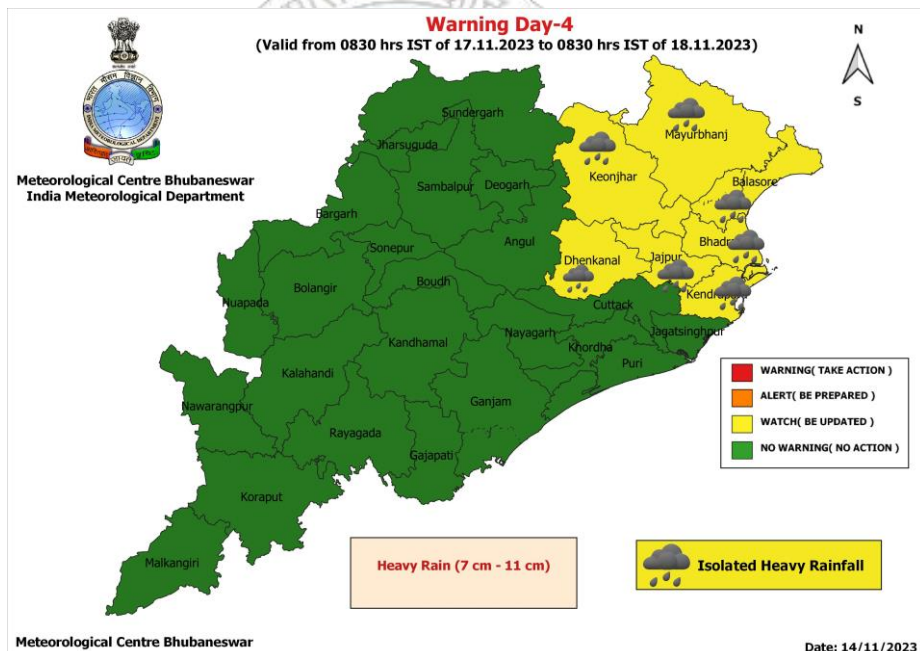 Warning Day-4
(Valid from 0830 hrs IST of 17.11.2023 to 0830 hrs IST of 18.11.2023)
N
S
INDIA METEOROLOGICAL DEPARTMENT
Meteorological Centre Bhubaneswar
India Meteorological Department
Sundergarh
Mayurbhanj
Jharsuguda
Keonjhar
Sambalpur
Deogarh
Balasore
Bargarh
Sonepur
Angul
Bhadr
Dhenkanal
Jajpur
Bolangir
Boudh
Kendrapara
Nuapada
Cuttack
Kandhamal
Nayagarh
Khordha
Jagatsinghpur
Kalahandi
Puri
Nawarangpur
Ganjam
Rayagada
Gajapati
Koraput
Malkangiri
WARNING( TAKE ACTION )
ALERT( BE PREPARED )
WATCH( BE UPDATED )
NO WARNING( NO ACTION )
Heavy Rain (7 cm - 11 cm)
Isolated Heavy Rainfall
Meteorological Centre Bhubaneswar
Date: 14/11/2023